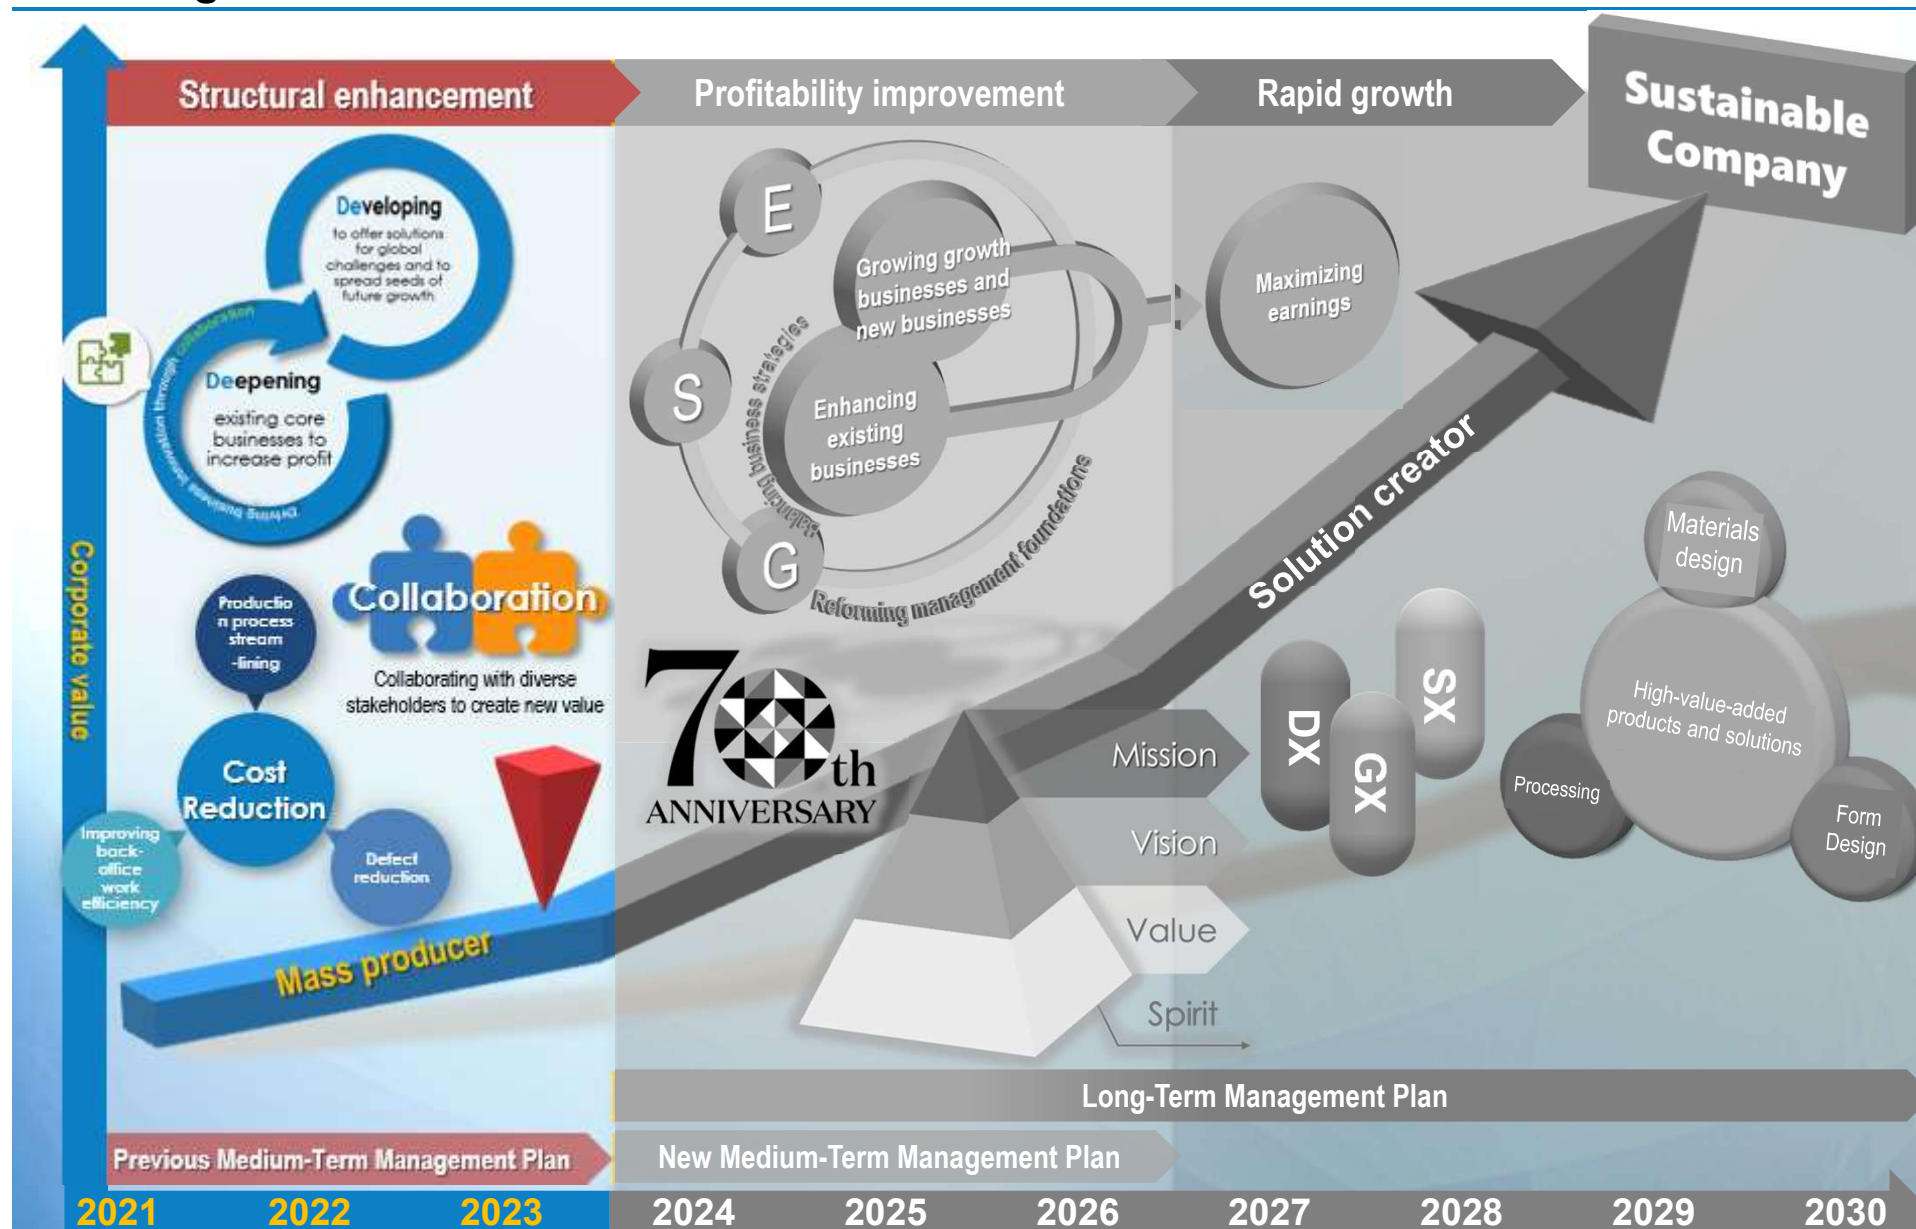 Structural enhancement
Profitability improvement
Rapid growth
Sustainable
Company
Developing
to offer solutions
for global
challenges and to
spread seeds of
future growth
Deepening
existing core
businesses to
increase profit
Driving business innovation through collaboration
Corporate value
Collaboration
Collaborating with diverse
stakeholders to create new value
Productio
n process
stream
-lining
Cost
Reduction
Improving
back-
office
work
efficiency
Defect
reduction
Mass producer
E
S
G
Growing growth
businesses and
new businesses
Enhancing
existing
businesses
Balancing business strategies
Reforming management foundations
Maximizing
earnings
Solution creator
70th
ANNIVERSARY
Mission
Vision
Value
Spirit
DX
GX
SX
Materials
design
High-value-added
products and solutions
Processing
Form
Design
Long-Term Management Plan
Previous Medium-Term Management Plan
New Medium-Term Management Plan
2021 2022 2023 2024 2025 2026 2027 2028 2029 2030